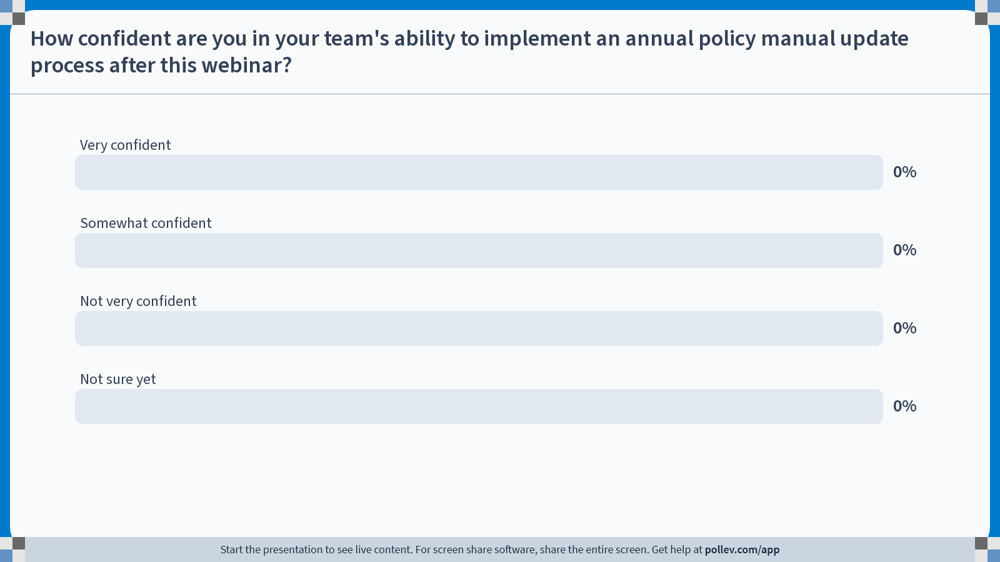 How confident are you in your team's ability to implement an annual policy manual update
process after this webinar?
Very confident
0%
Somewhat confident
0%
Not very confident
0%
Not sure yet
0%
Start the presentation to see live content. For screen share software, share the entire screen. Get help at pollev.com/app